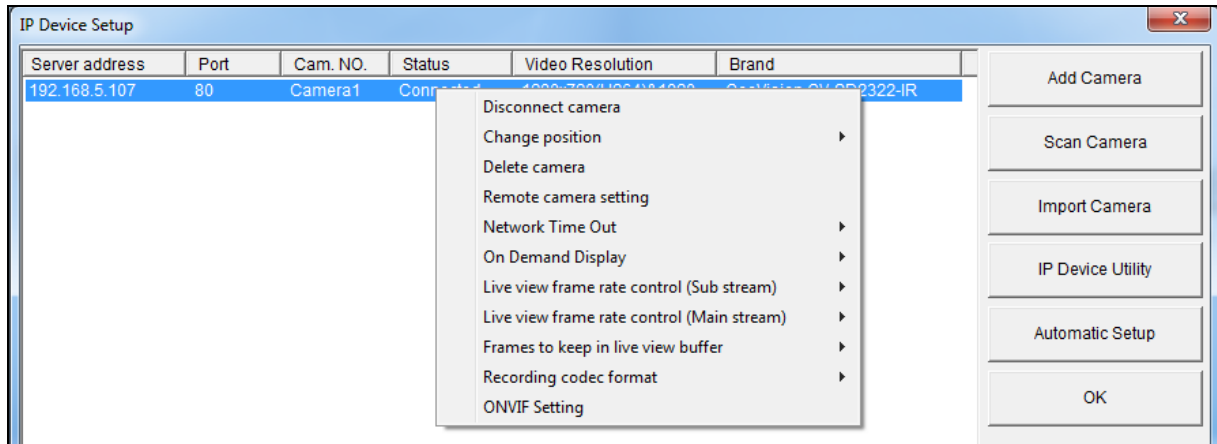 IP Device Setup
Server address Port Cam. NO. Status Video Resolution Brand
192.168.5.107 80 Camera1 2322-IR
Disconnect camera
Change position
Delete camera
Remote camera setting
Network Time Out
On Demand Display
Live view frame rate control (Sub stream)
Live view frame rate control (Main stream)
Frames to keep in live view buffer
Recording codec format
ONVIF Setting
Add Camera
Scan Camera
Import Camera
IP Device Utility
Automatic Setup
OK